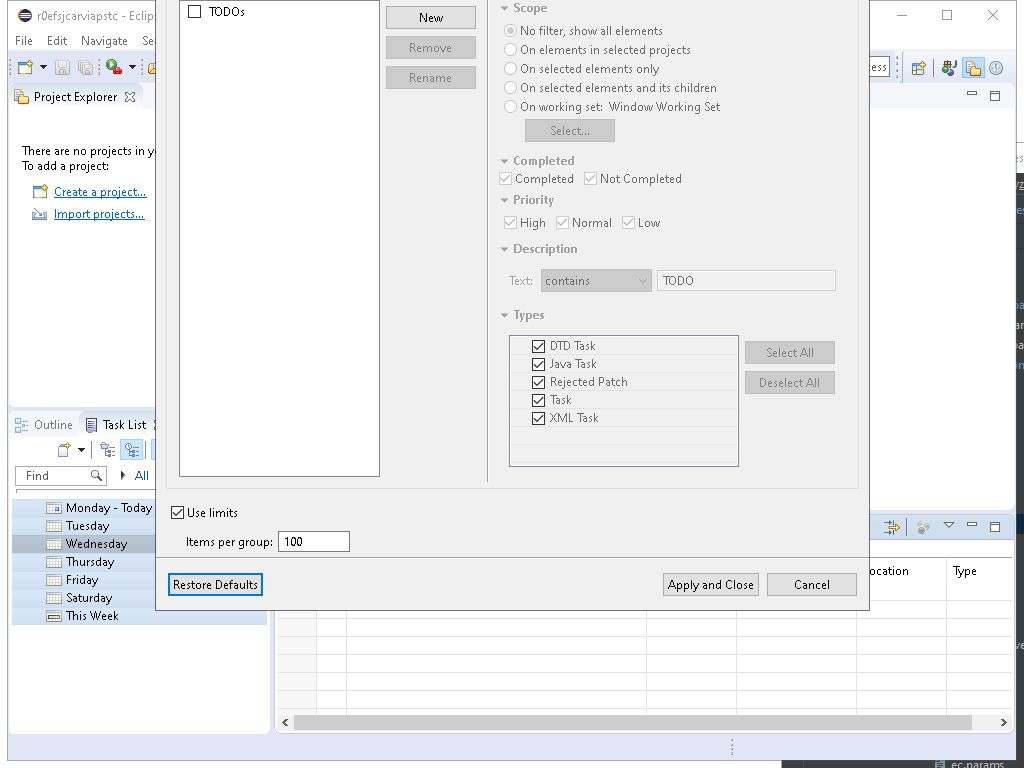 r0efsjcarviapstc - Eclip
File Edit Navigate Se
Project Explorer
There are no projects in y
To add a project:
Create a project...
Import projects...
Outline Task List
Find All
Monday - Today
Tuesday
Wednesday
Thursday
Friday
Saturday
This Week
TODOs
New
Remove
Rename
Scope
No filter, show all elements
On elements in selected projects
On selected elements only
On selected elements and its children
On working set: Window Working Set
Select...
Completed
Completed Not Completed
Priority
High Normal Low
Description
Text: contains TODO
Types
DTD Task
Java Task
Rejected Patch
Task
XML Task
Select All
Deselect All
Use limits
Items per group: 100
Restore Defaults Apply and Close Cancel
ess
ocation Type
ec.params